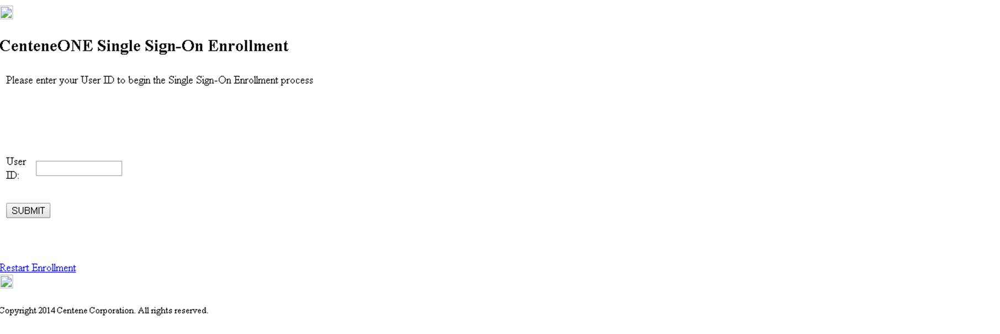 CenteneONE Single Sign-On Enrollment
Please enter your User ID to begin the Single Sign-On Enrollment process
User
ID:
SUBMIT
Restart Enrollment
Copyright 2014 Centene Corporation. All rights reserved.